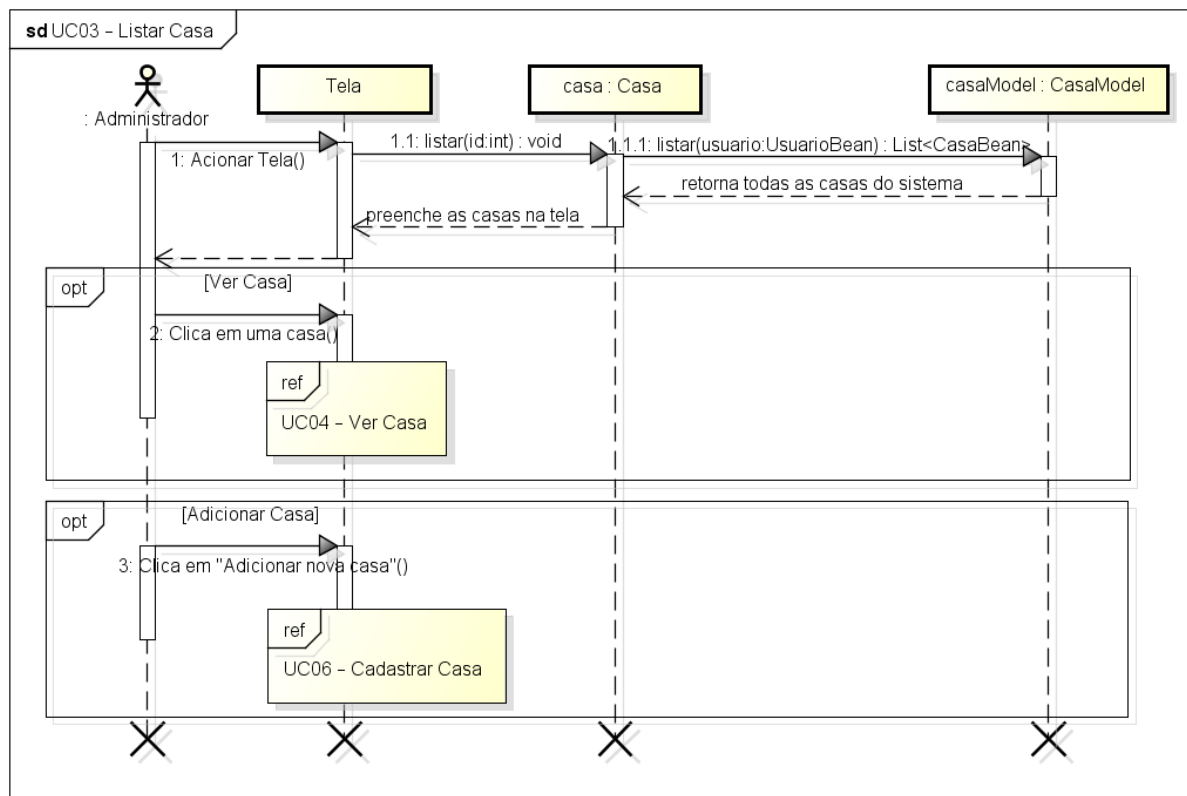 sd UC03 – Listar Casa
: Administrador
Tela
casa : Casa
casaModel : CasaModel
1: Acionar Tela()
1.1: listar(id:int) : void
1.1.1: listar(usuario:UsuarioBean) : List<CasaBean>
retorna todas as casas do sistema
preenche as casas na tela
opt
[Ver Casa]
2: Clica em uma casa()
ref
UC04 – Ver Casa
opt
[Adicionar Casa]
3: Clica em "Adicionar nova casa"()
ref
UC06 – Cadastrar Casa